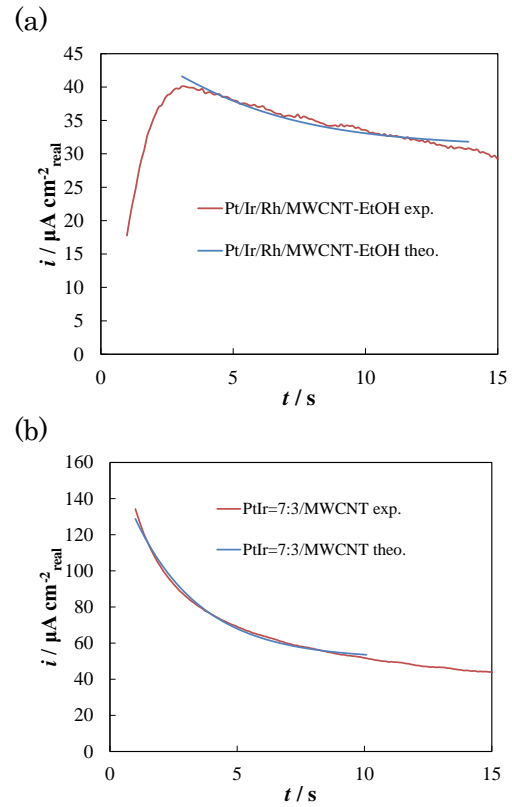 (a)
45
40
35
30
25
20
15
10
5
0
i / μA cm⁻²real
Pt/Ir/Rh/MWCNT-EtOH exp.
Pt/Ir/Rh/MWCNT-EtOH theo.
0 5 10 15
t / s
(b)
160
140
120
100
80
60
40
20
0
i / μA cm⁻²real
PtIr=7:3/MWCNT exp.
PtIr=7:3/MWCNT theo.
0 5 10 15
t / s